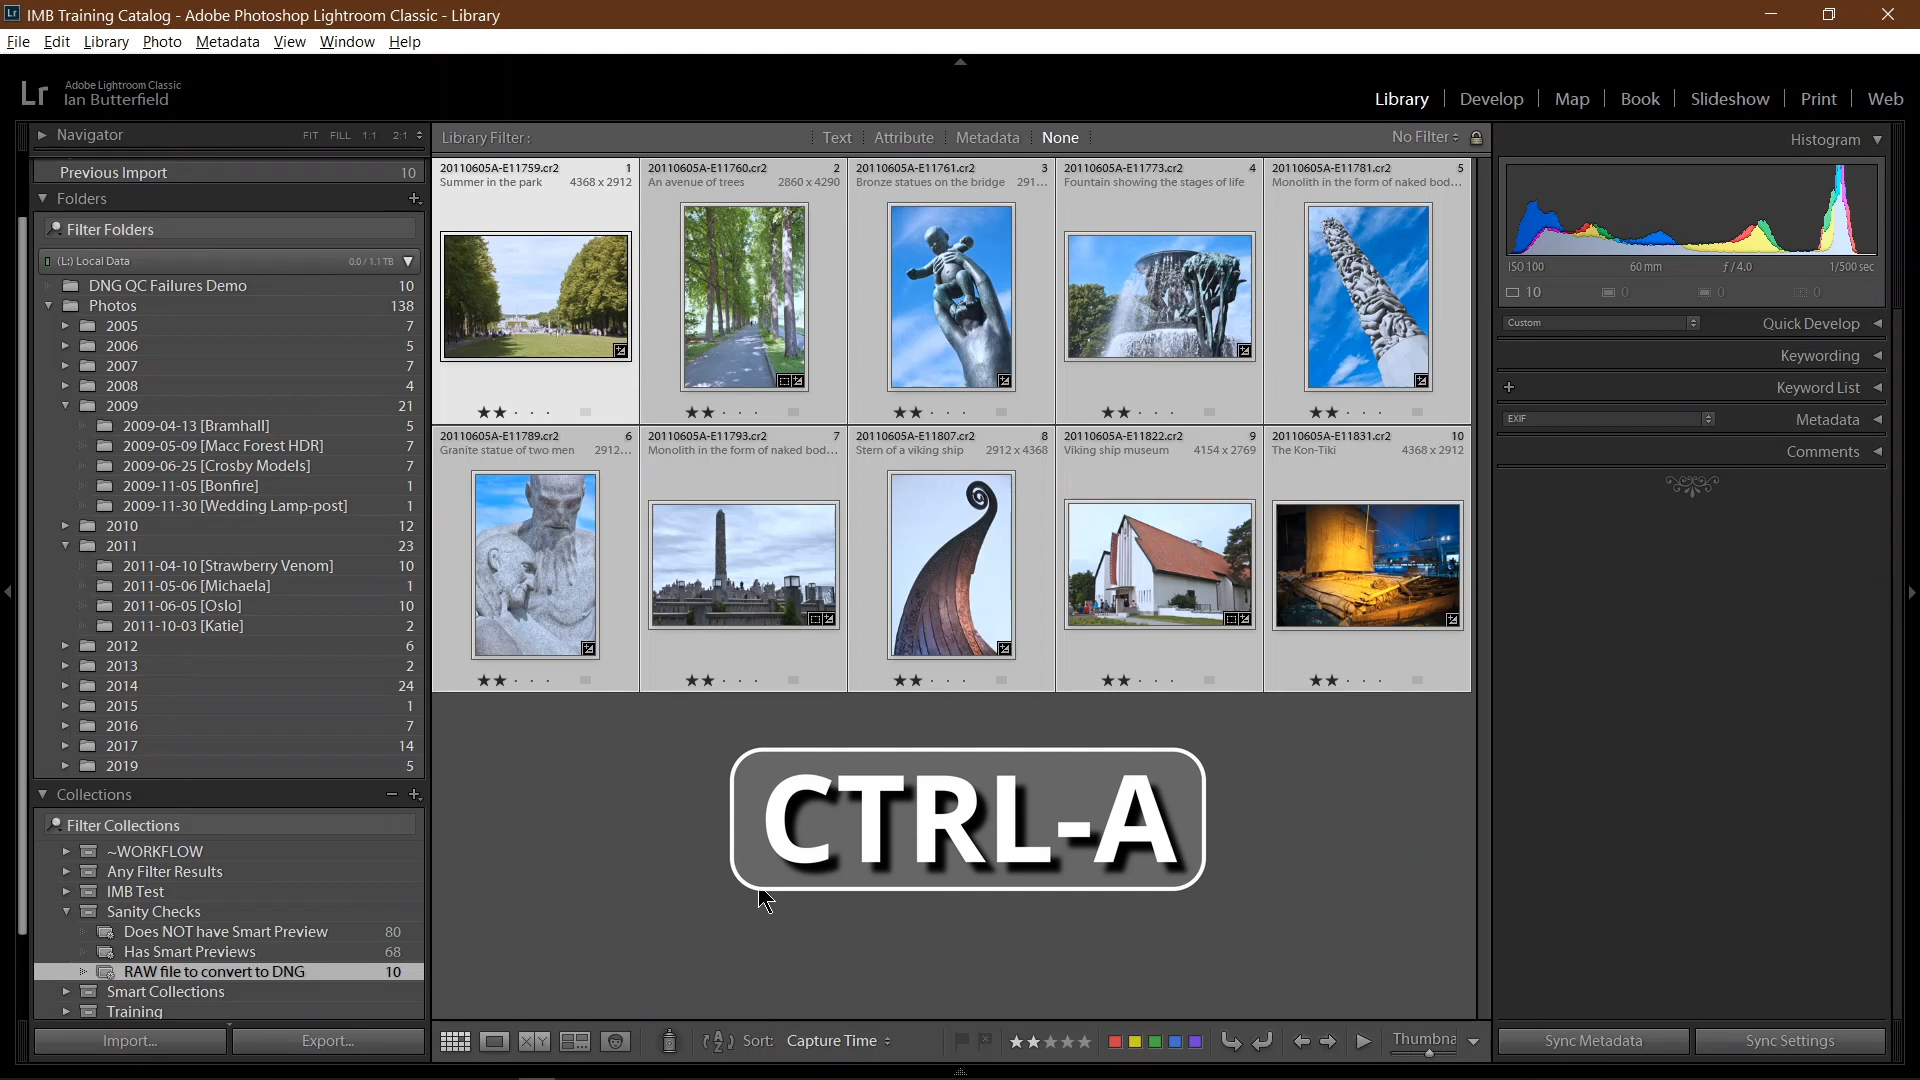 Lr IMB Training Catalog - Adobe Photoshop Lightroom Classic - Library
File Edit Library Photo Metadata View Window Help
Lr Adobe Lightroom Classic
Ian Butterfield
Library Develop Map Book Slideshow Print Web
Navigator FIT FILL 1:1 2:1
Previous Import 10
Folders
Filter Folders
(L:) Local Data 0.0 / 1.1 TB
DNG QC Failures Demo 10
Photos 138
2005 7
2006 5
2007 7
2008 4
2009 21
2009-04-13 [Bramhall] 5
2009-05-09 [Macc Forest HDR] 7
2009-06-25 [Crosby Models] 7
2009-11-05 [Bonfire] 1
2009-11-30 [Wedding Lamp-post] 1
2010 12
2011 23
2011-04-10 [Strawberry Venom] 10
2011-05-06 [Michaela] 1
2011-06-05 [Oslo] 10
2011-10-03 [Katie] 2
2012 6
2013 2
2014 24
2015 1
2016 7
2017 14
2019 5
Collections
Filter Collections
~WORKFLOW
Any Filter Results
IMB Test
Sanity Checks
Does NOT have Smart Preview 80
Has Smart Previews 68
RAW file to convert to DNG 10
Smart Collections
Training
Import... Export...
Library Filter: Text Attribute Metadata None No Filter
20110605A-E11759.cr2 1
Summer in the park 4368 x 2912
20110605A-E11760.cr2 2
An avenue of trees 2860 x 4290
20110605A-E11761.cr2 3
Bronze statues on the bridge 291...
20110605A-E11773.cr2 4
Fountain showing the stages of life
20110605A-E11781.cr2 5
Monolith in the form of naked bod...
20110605A-E11789.cr2 6
Granite statue of two men 2912...
20110605A-E11793.cr2 7
Monolith in the form of naked bod...
20110605A-E11807.cr2 8
Stern of a viking ship 2912 x 4368
20110605A-E11822.cr2 9
Viking ship museum 4154 x 2769
20110605A-E11831.cr2 10
The Kon-Tiki 4368 x 2912
CTRL-A
XY Sort: Capture Time Thumbna
Histogram
ISO 100 60 mm f / 4.0 1/500 sec
10 0 0 0
Custom Quick Develop
Keywording
Keyword List
EXIF Metadata
Comments
Sync Metadata Sync Settings